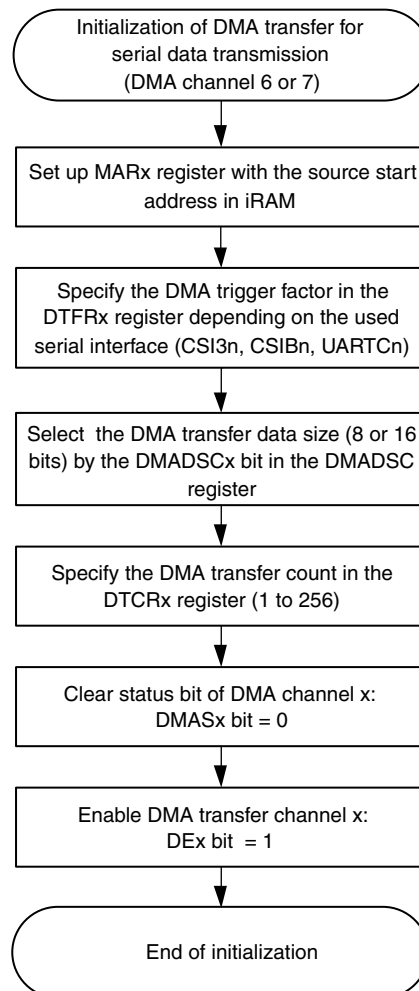 Initialization of DMA transfer for
serial data transmission
(DMA channel 6 or 7)
Set up MARx register with the source start
address in iRAM
Specify the DMA trigger factor in the
DTFRx register depending on the used
serial interface (CSI3n, CSIBn, UARTCn)
Select the DMA transfer data size (8 or 16
bits) by the DMADSCx bit in the DMADSC
register
Specify the DMA transfer count in the
DTCRx register (1 to 256)
Clear status bit of DMA channel x:
DMASx bit = 0
Enable DMA transfer channel x:
DEx bit = 1
End of initialization